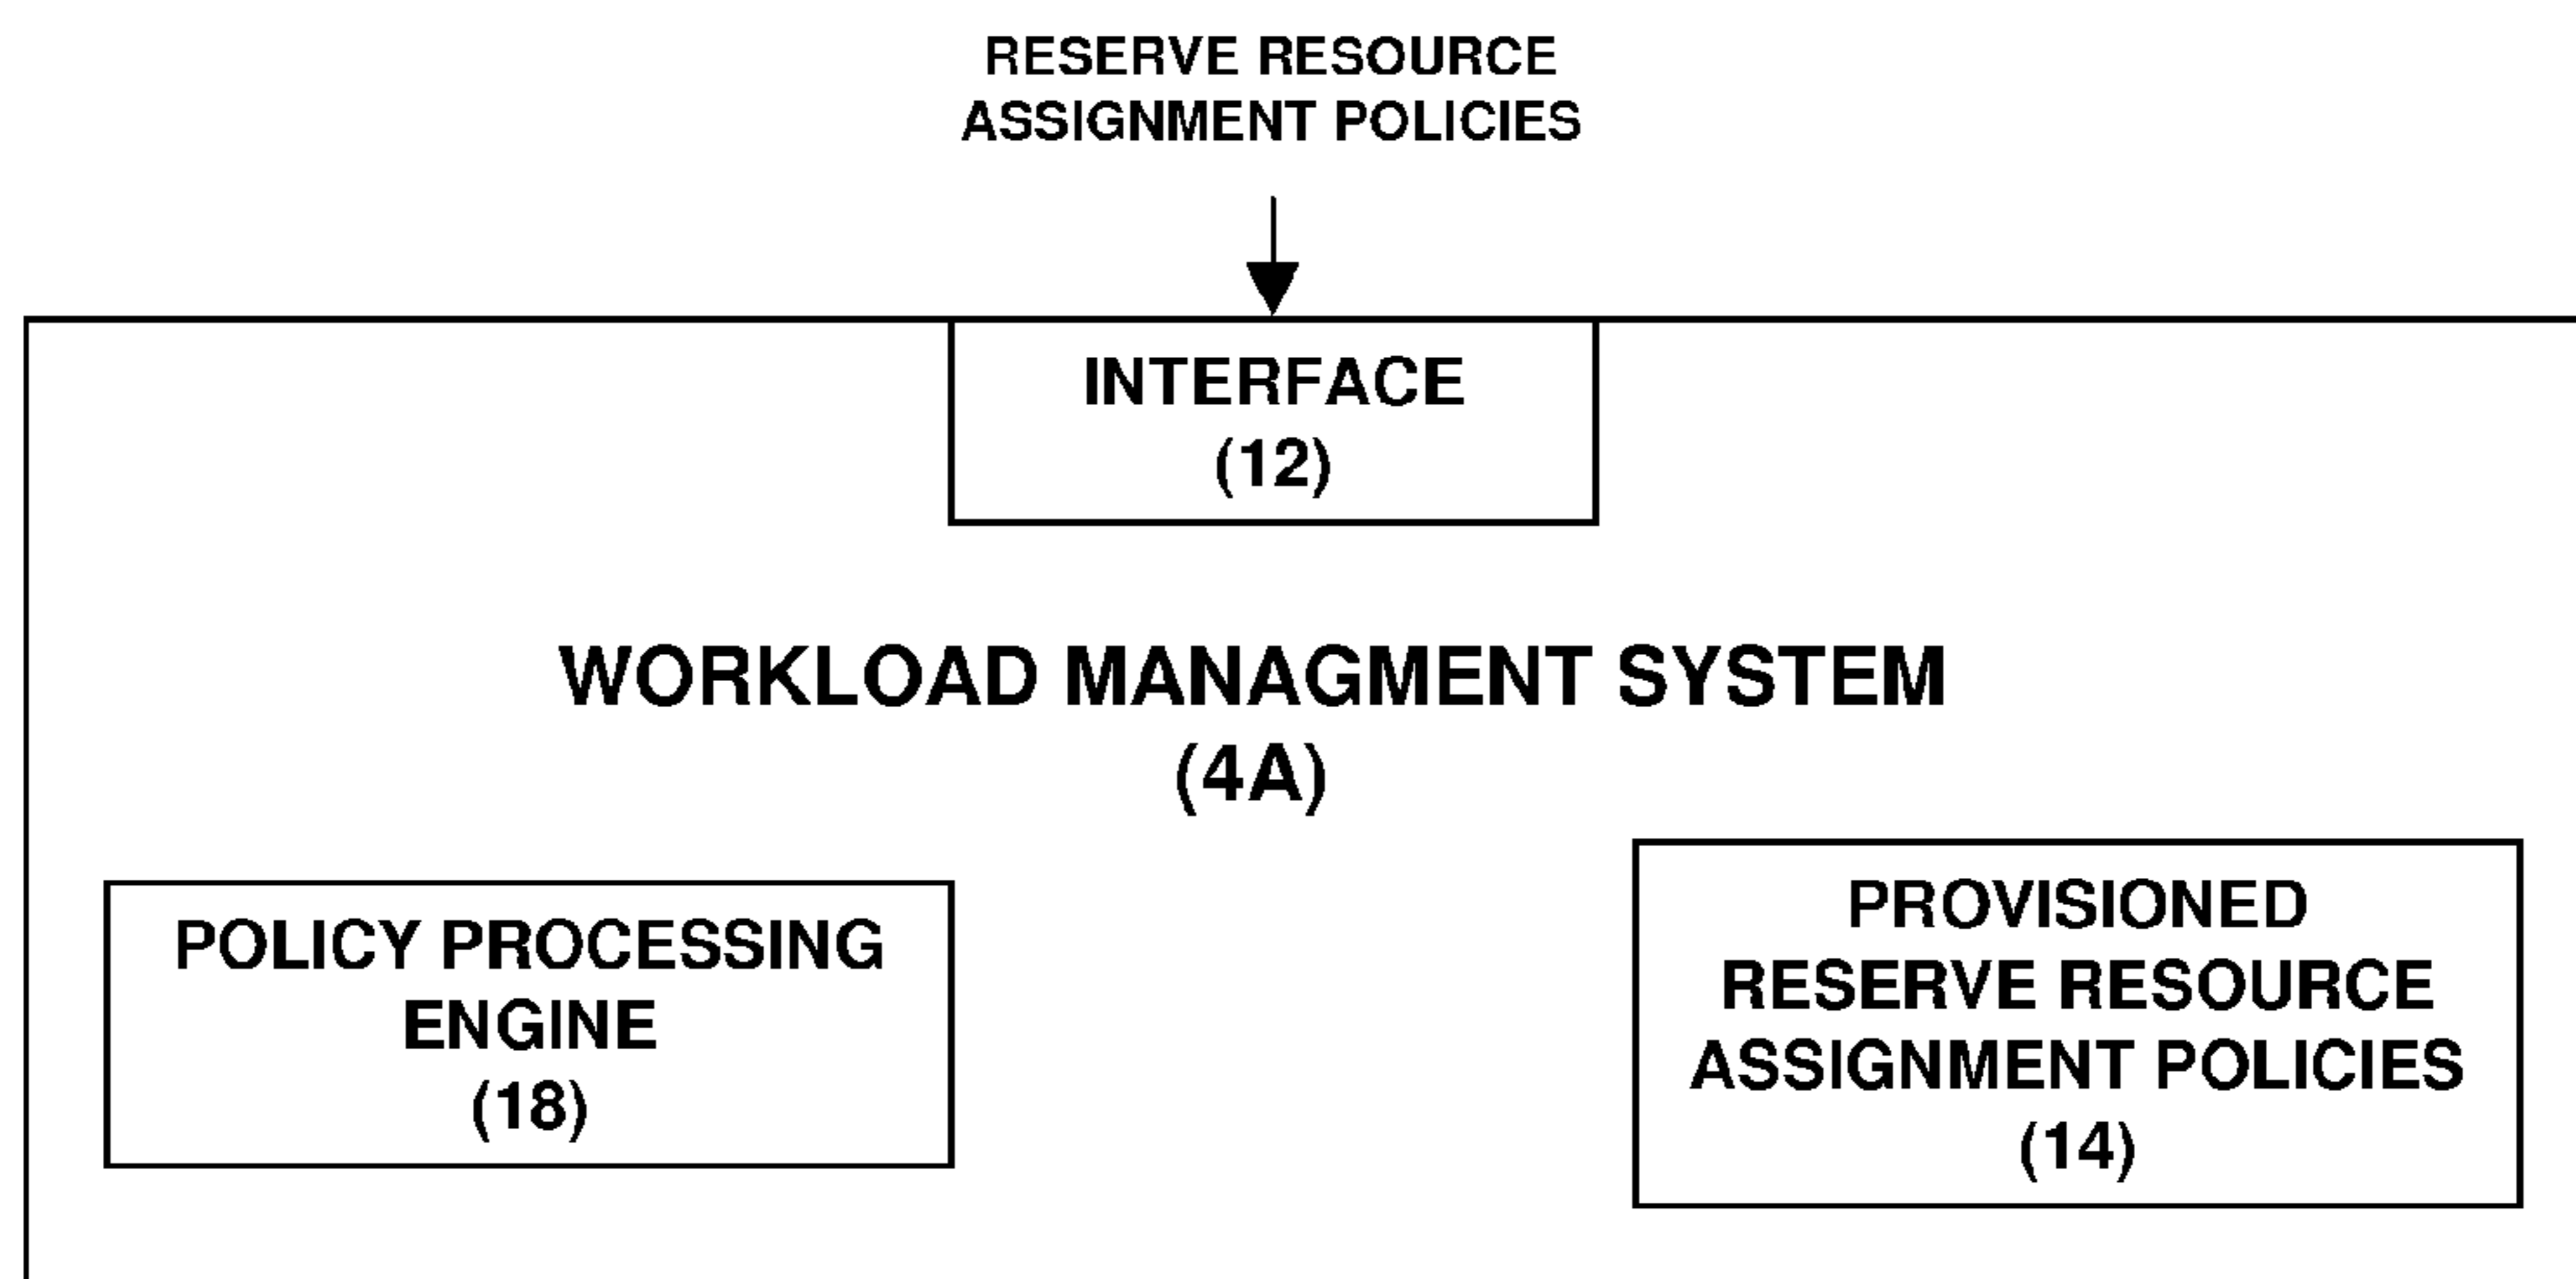 RESERVE RESOURCE
ASSIGNMENT POLICIES
INTERFACE
(12)
WORKLOAD MANAGMENT SYSTEM
(4A)
POLICY PROCESSING
ENGINE
(18)
PROVISIONED
RESERVE RESOURCE
ASSIGNMENT POLICIES
(14)